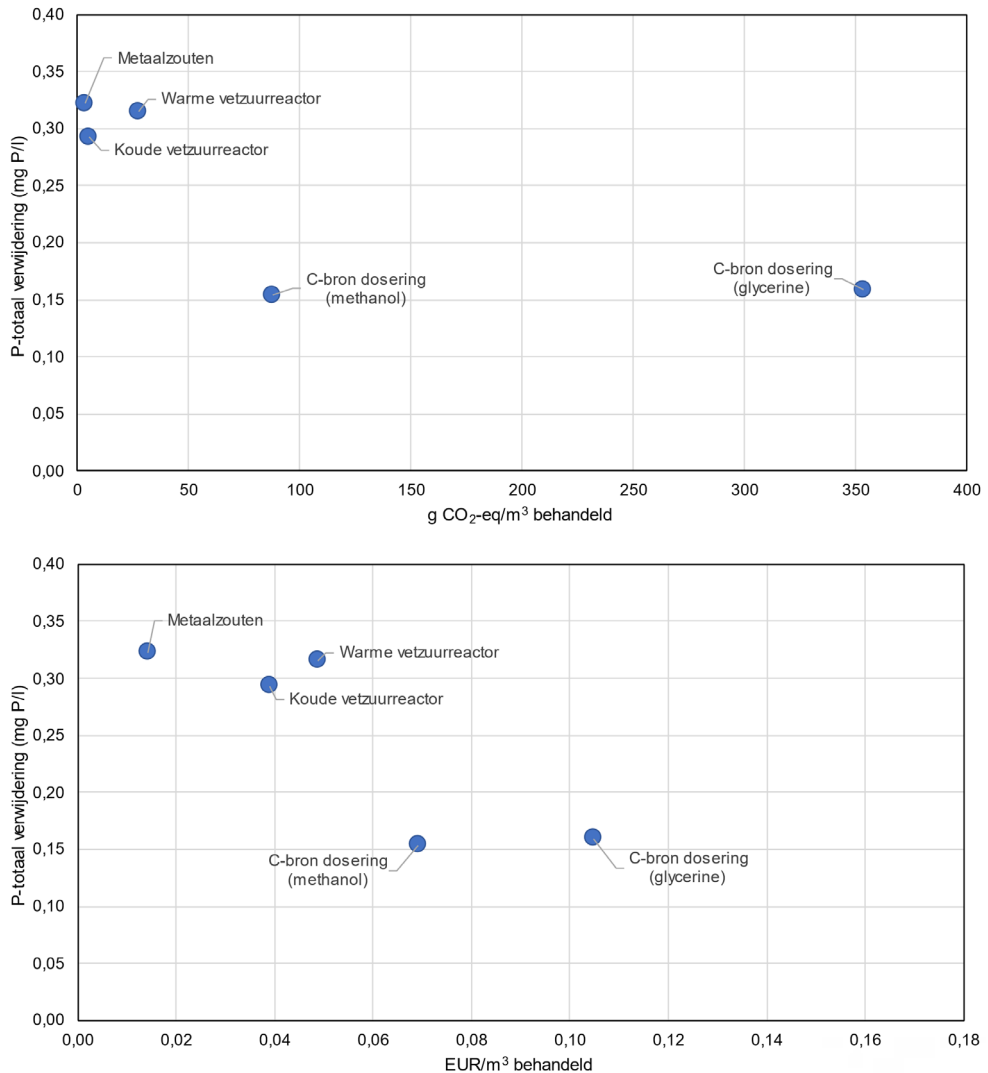 0,40
0,35
0,30
0,25
0,20
0,15
0,10
0,05
0,00
P-totaal verwijdering (mg P/l)
Metaalzouten
Warme vetzuurreactor
Koude vetzuurreactor
C-bron dosering
(methanol)
C-bron dosering
(glycerine)
0 50 100 150 200 250 300 350 400
g CO₂-eq/m³ behandeld
0,40
0,35
0,30
0,25
0,20
0,15
0,10
0,05
0,00
P-totaal verwijdering (mg P/l)
Metaalzouten
Warme vetzuurreactor
Koude vetzuurreactor
C-bron dosering
(methanol)
C-bron dosering
(glycerine)
0,00 0,02 0,04 0,06 0,08 0,10 0,12 0,14 0,16 0,18
EUR/m³ behandeld